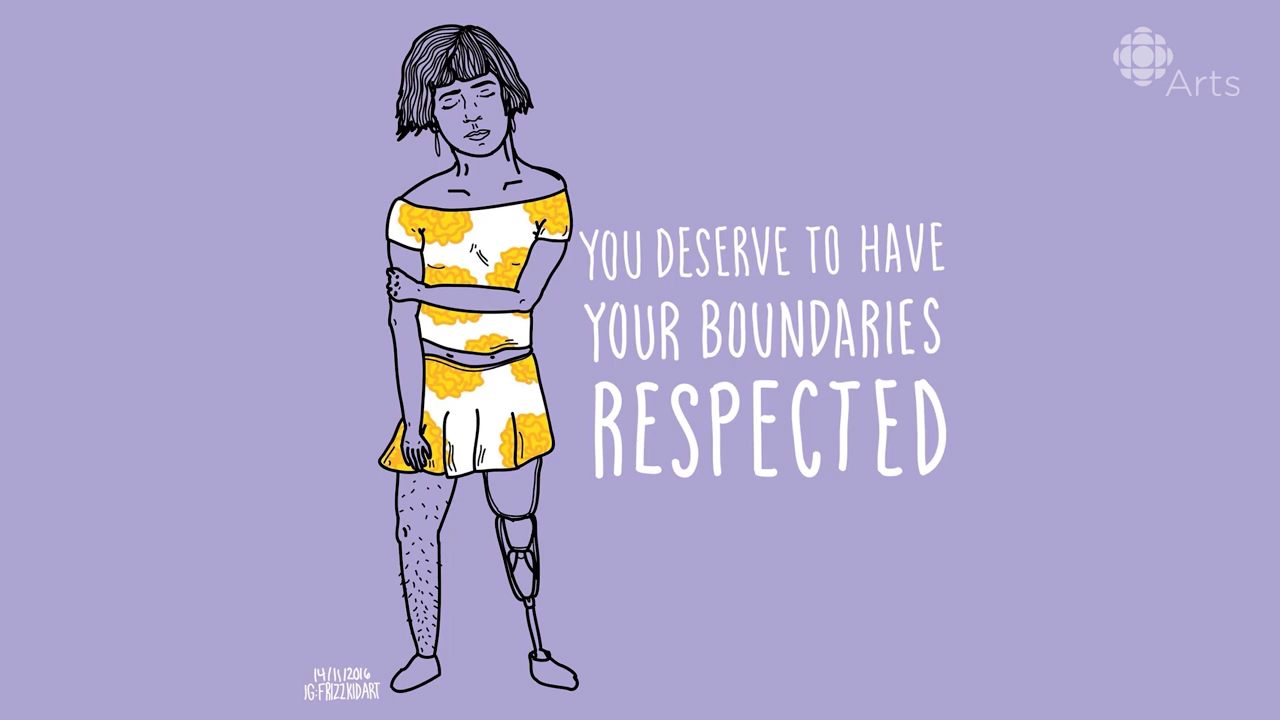 Arts
YOU DESERVE TO HAVE
YOUR BOUNDARIES
RESPECTED
14/11/2016
IG:FRIZZKIDART